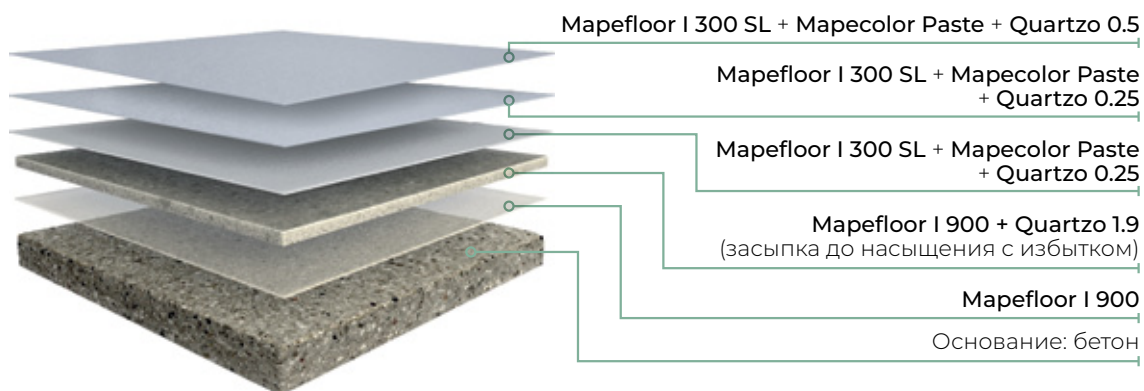 Mapefloor I 300 SL + Mapecolor Paste + Quartzo 0.5
Mapefloor I 300 SL + Mapecolor Paste
+ Quartzo 0.25
Mapefloor I 300 SL + Mapecolor Paste
+ Quartzo 0.25
Mapefloor I 900 + Quartzo 1.9
(засыпка до насыщения с избытком)
Mapefloor I 900
Основание: бетон